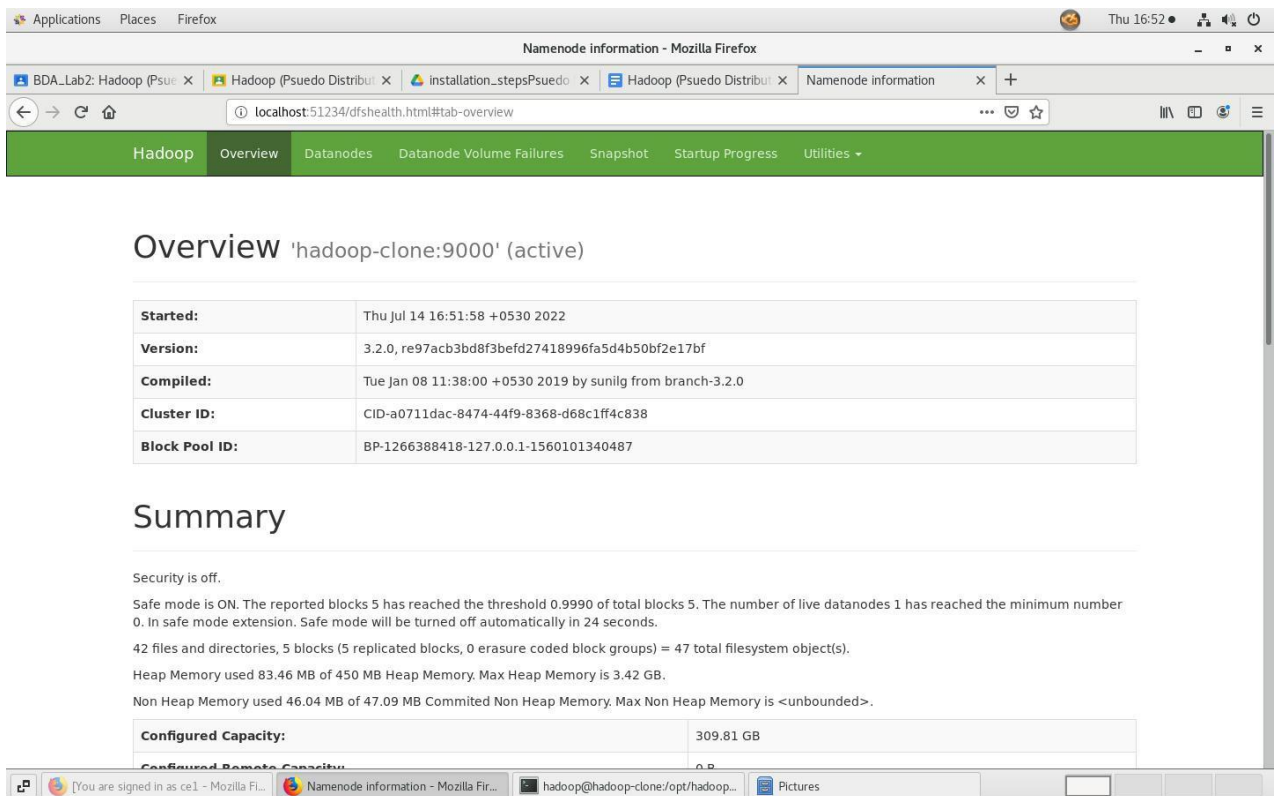 Applications Places Firefox Thu 16:52
Namenode information - Mozilla Firefox
BDA_Lab2: Hadoop (Psue Hadoop (Psuedo Distribut installation_stepsPsuedo Hadoop (Psuedo Distribut Namenode information
localhost:51234/dfshealth.html#tab-overview
Hadoop Overview Datanodes Datanode Volume Failures Snapshot Startup Progress Utilities
Overview 'hadoop-clone:9000' (active)
Started: Thu Jul 14 16:51:58 +0530 2022
Version: 3.2.0, re97acb3bd8f3befd27418996fa5d4b50bf2e17bf
Compiled: Tue Jan 08 11:38:00 +0530 2019 by sunilg from branch-3.2.0
Cluster ID: CID-a0711dac-8474-44f9-8368-d68c1ff4c838
Block Pool ID: BP-1266388418-127.0.0.1-1560101340487
Summary
Security is off.
Safe mode is ON. The reported blocks 5 has reached the threshold 0.9990 of total blocks 5. The number of live datanodes 1 has reached the minimum number
0. In safe mode extension. Safe mode will be turned off automatically in 24 seconds.
42 files and directories, 5 blocks (5 replicated blocks, 0 erasure coded block groups) = 47 total filesystem object(s).
Heap Memory used 83.46 MB of 450 MB Heap Memory. Max Heap Memory is 3.42 GB.
Non Heap Memory used 46.04 MB of 47.09 MB Commited Non Heap Memory. Max Non Heap Memory is <unbounded>.
Configured Capacity: 309.81 GB
Configured Remote Capacity: 0 B
[You are signed in as ce1 - Mozilla Fi... Namenode information - Mozilla Fir... hadoop@hadoop-clone:/opt/hadoop... Pictures